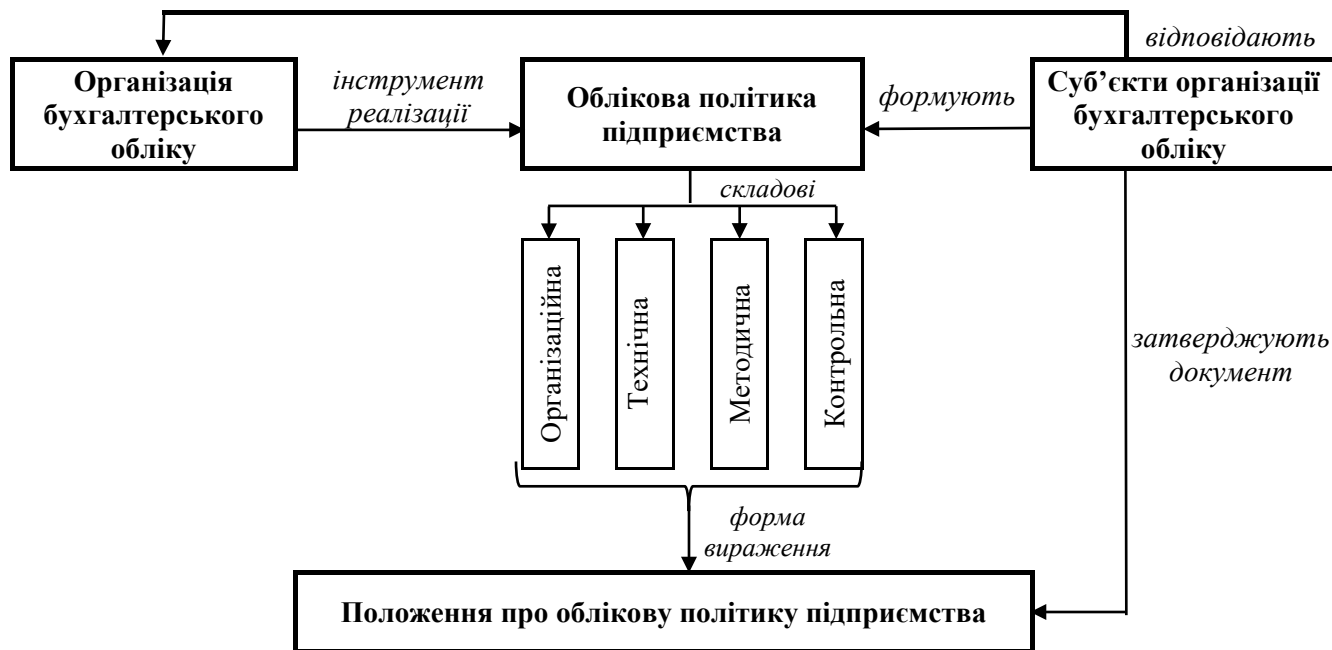 відповідають
Організація
бухгалтерського
обліку
інструмент
реалізації
Облікова політика
підприємства
формують
Суб’єкти організації
бухгалтерського
обліку
складові
Організаційна
Технічна
Методична
Контрольна
затверджують
документ
форма
вираження
Положення про облікову політику підприємства